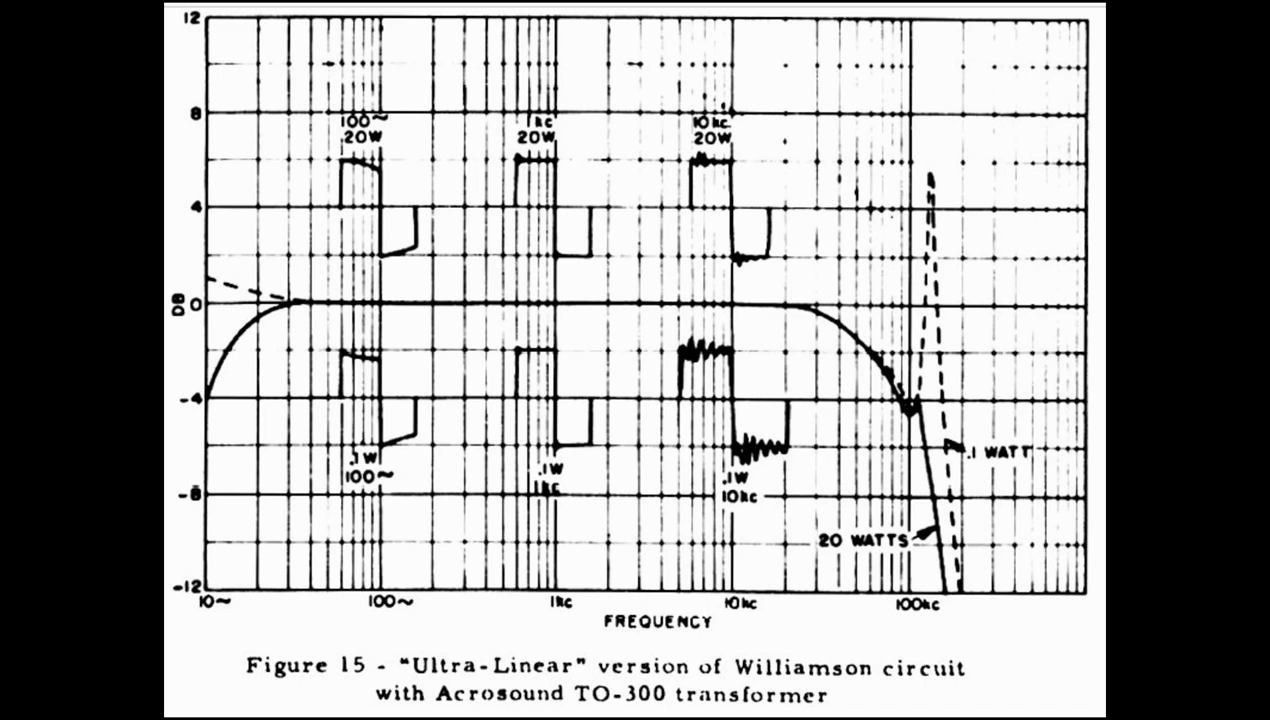 12
8
4
0
-4
-8
-12
DB
100~
20W
1kc
20W
10kc
20W
.1W
100~
.1W
1kc
.1W
10kc
.1 WATT
20 WATTS
10~
100~
1kc
10kc
100kc
FREQUENCY
Figure 15 - "Ultra-Linear" version of Williamson circuit
with Acrosound TO-300 transformer